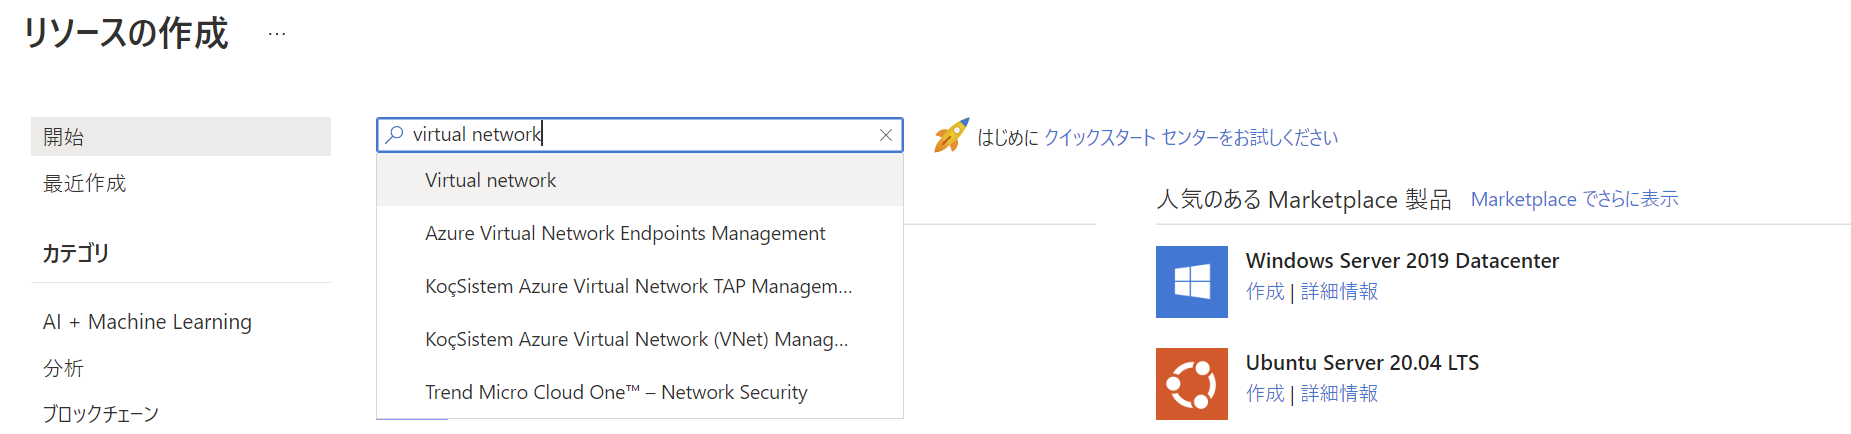 リソースの作成 …
開始
最近作成
カテゴリ
AI + Machine Learning
分析
ブロックチェーン
virtual network
Virtual network
Azure Virtual Network Endpoints Management
KoçSistem Azure Virtual Network TAP Managem...
KoçSistem Azure Virtual Network (VNet) Manag...
Trend Micro Cloud One™ – Network Security
はじめに クイックスタート センターをお試しください
人気のある Marketplace 製品 Marketplace でさらに表示
Windows Server 2019 Datacenter
作成 | 詳細情報
Ubuntu Server 20.04 LTS
作成 | 詳細情報